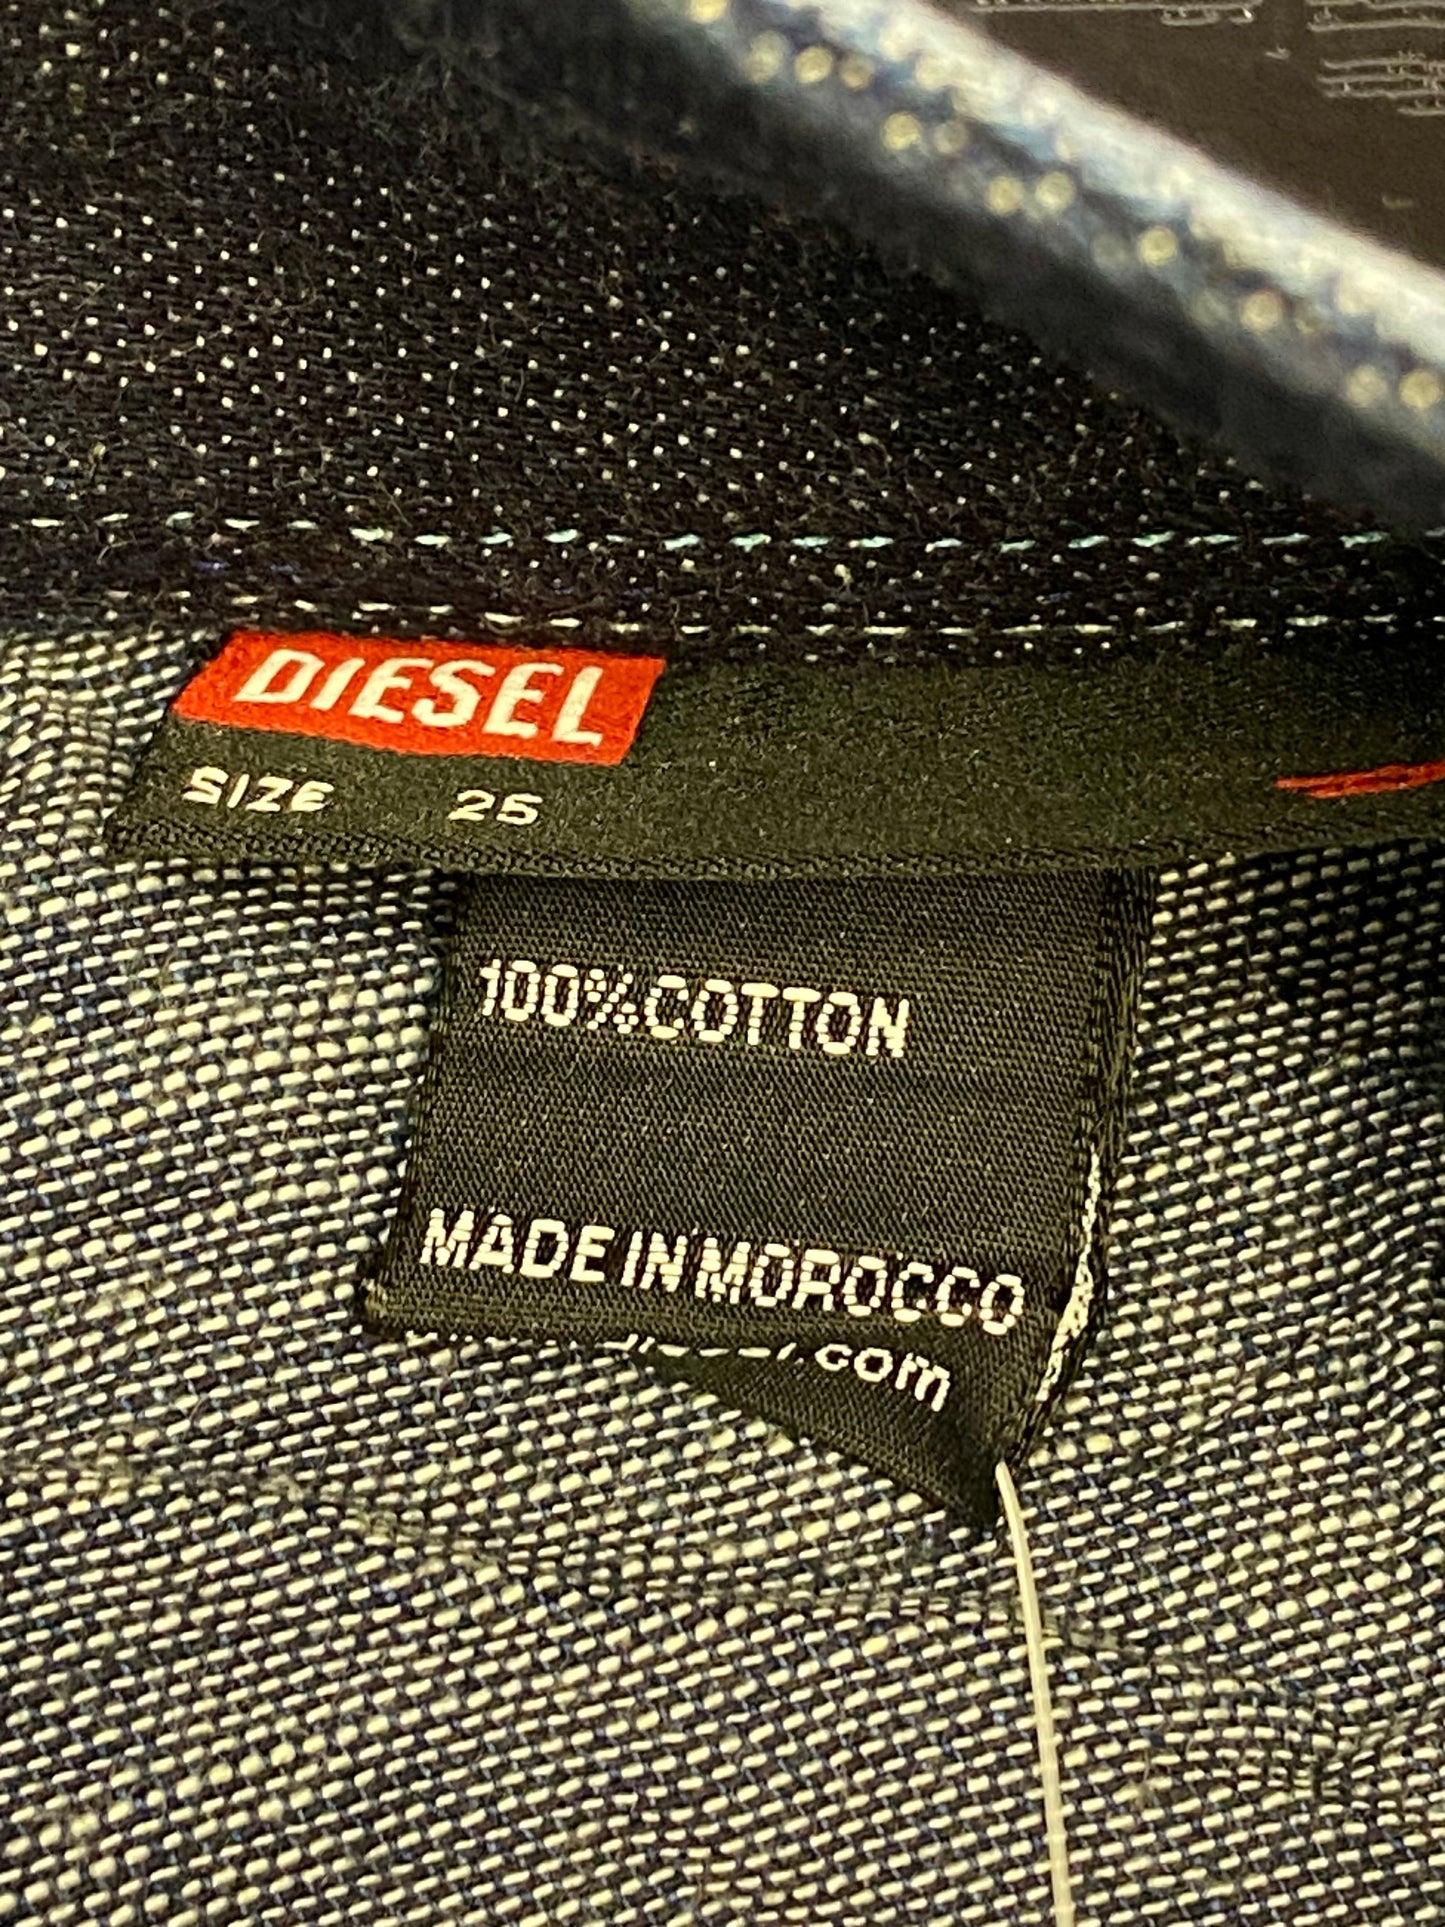 DIESEL
SIZE 25
100%COTTON
MADE IN MOROCCO
.com